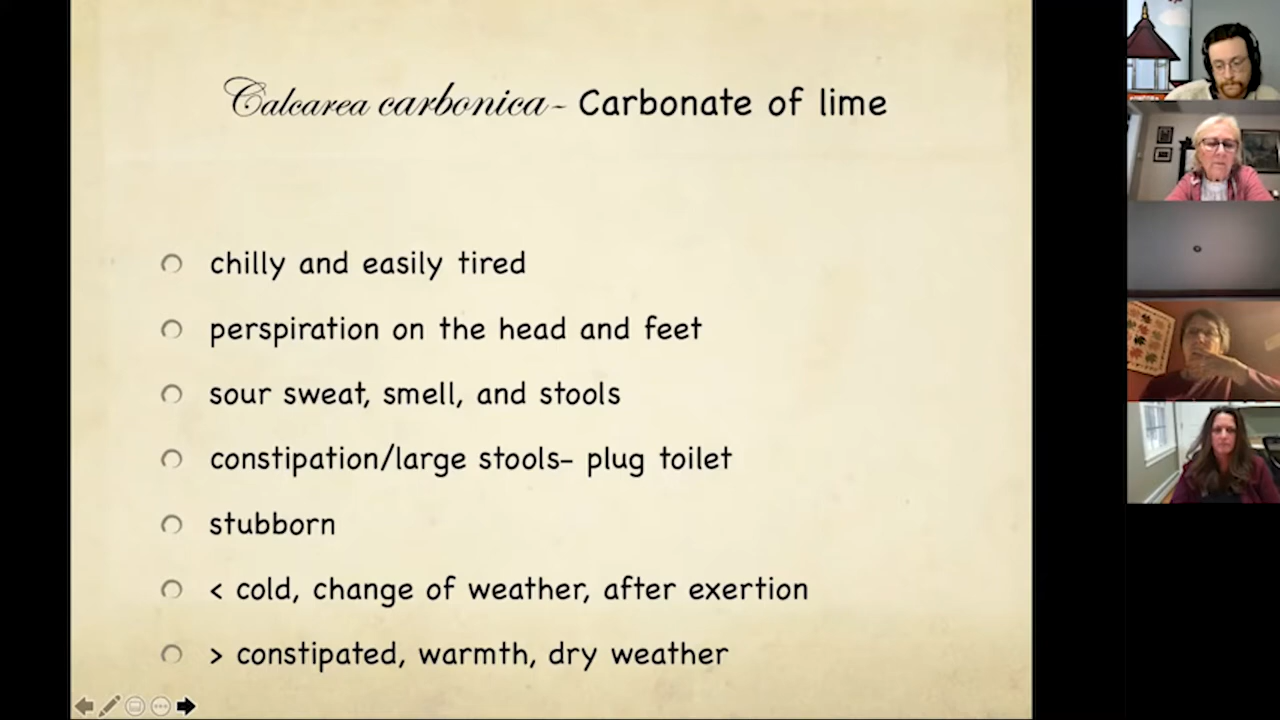 Calcarea carbonica - Carbonate of lime
chilly and easily tired
perspiration on the head and feet
sour sweat, smell, and stools
constipation/large stools- plug toilet
stubborn
< cold, change of weather, after exertion
> constipated, warmth, dry weather